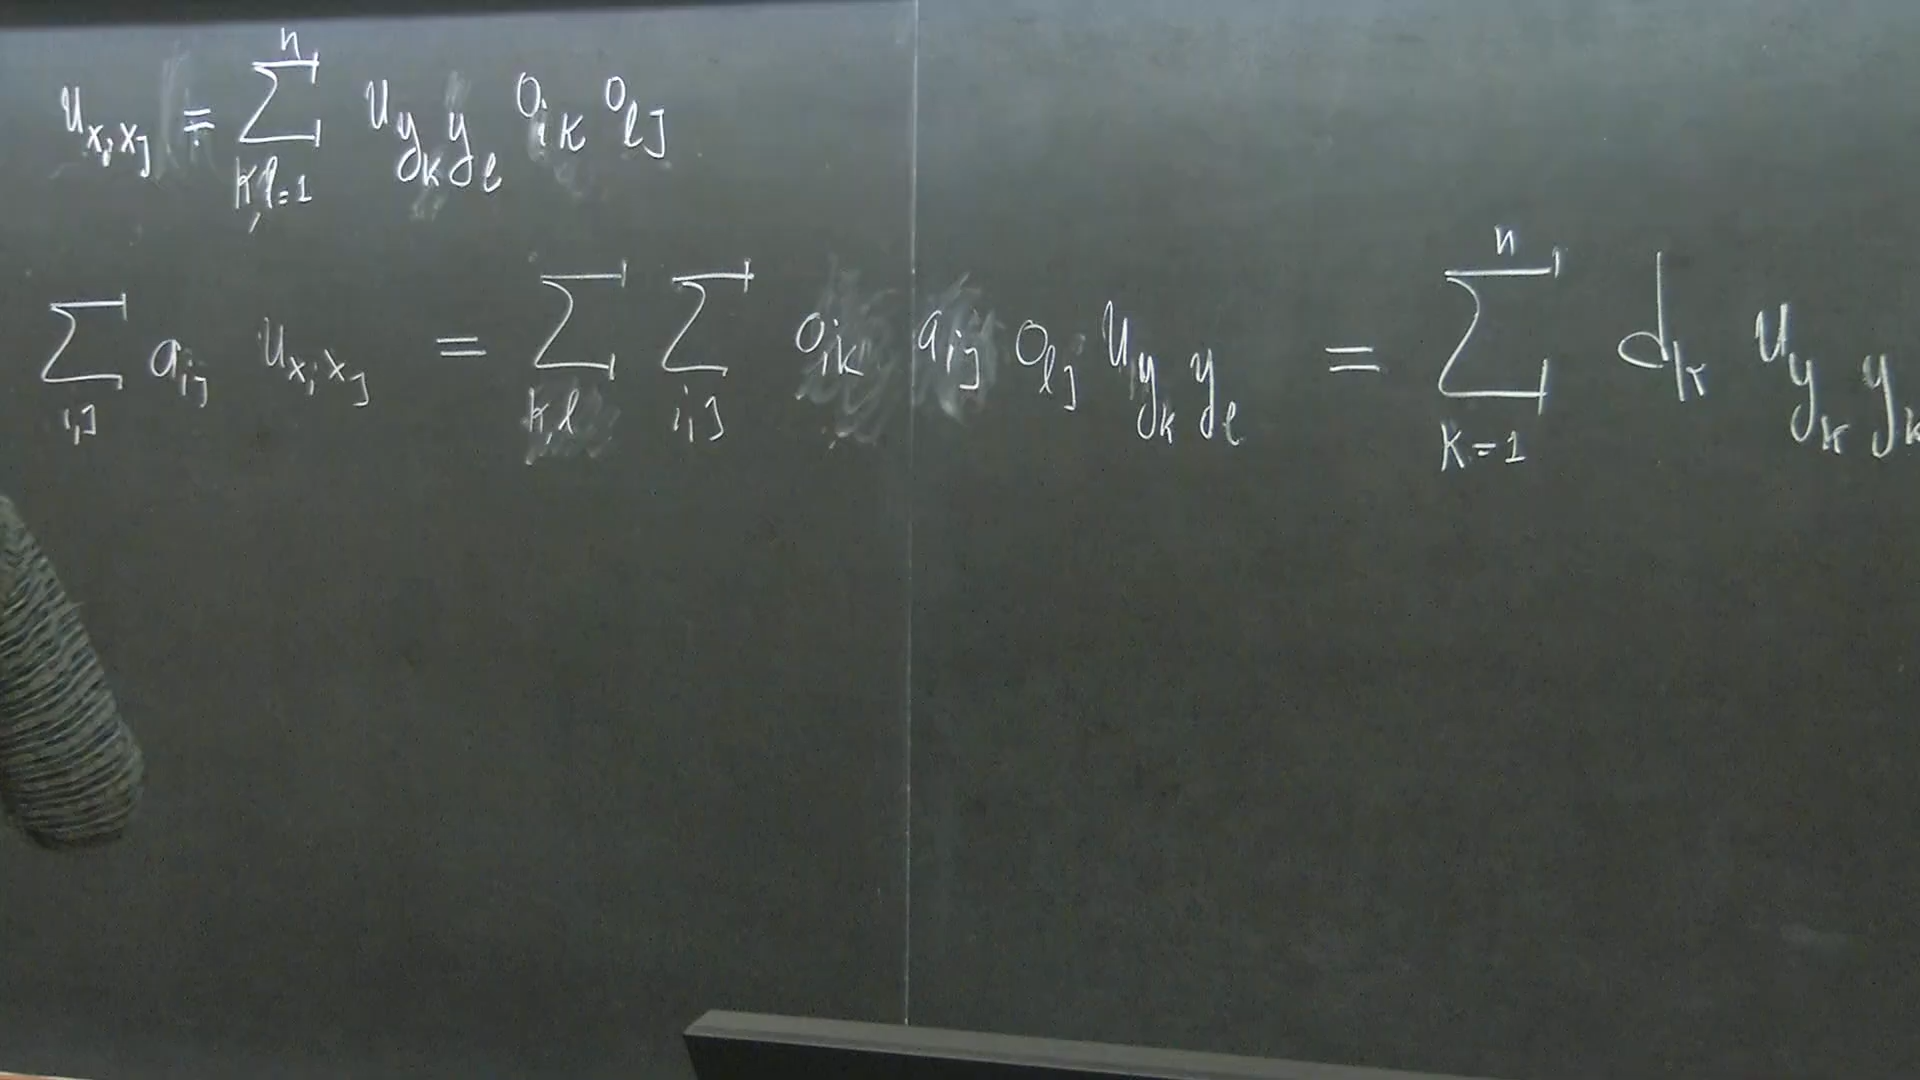 $u_{x_i x_j} = \sum_{k,l=1}^{n} u_{y_k y_l} o_{ik} o_{lj}$
$\sum_{i,j} a_{ij} u_{x_i x_j} = \sum_{k,l} \sum_{i,j} o_{ik} a_{ij} o_{lj} u_{y_k y_l} = \sum_{k=1}^{n} d_k u_{y_k y_k}$